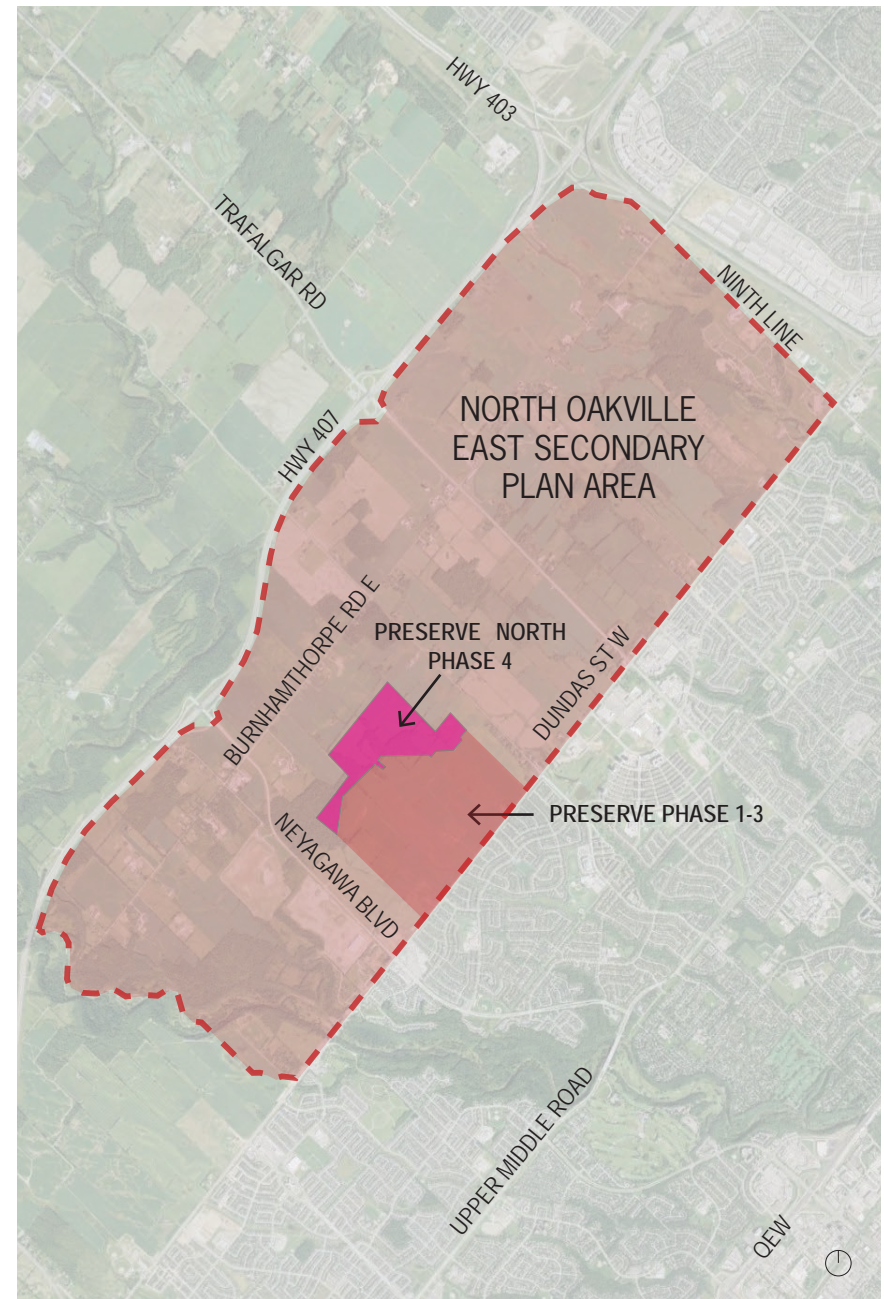 HWY 403
TRAFALGAR RD
NINTH LINE
NORTH OAKVILLE
EAST SECONDARY
PLAN AREA
HWY 407
BURNHAMTHORPE RD E
PRESERVE NORTH
PHASE 4
DUNDAS ST W
PRESERVE PHASE 1-3
NEYAGAWA BLVD
UPPER MIDDLE ROAD
QEW